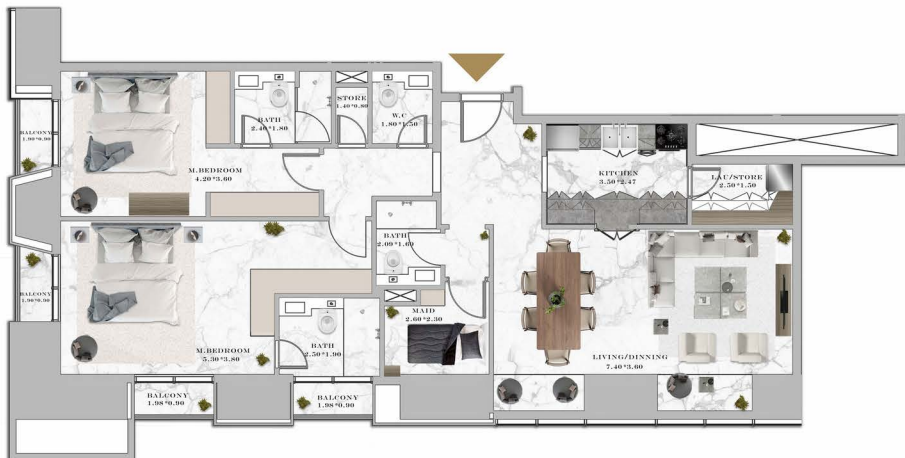 STORE
1.40*0.80
W.C
1.80*1.50
BATH
2.40*1.80
BALCONY
1.90*0.90
M.BEDROOM
4.20*3.60
KITCHEN
3.50*2.47
LAU/STORE
2.50*1.50
BATH
2.09*1.60
BALCONY
1.90*0.90
MAID
2.60*2.30
BATH
2.50*1.90
M.BEDROOM
5.30*3.80
LIVING/DINNING
7.40*3.60
BALCONY
1.98*0.90
BALCONY
1.98*0.90